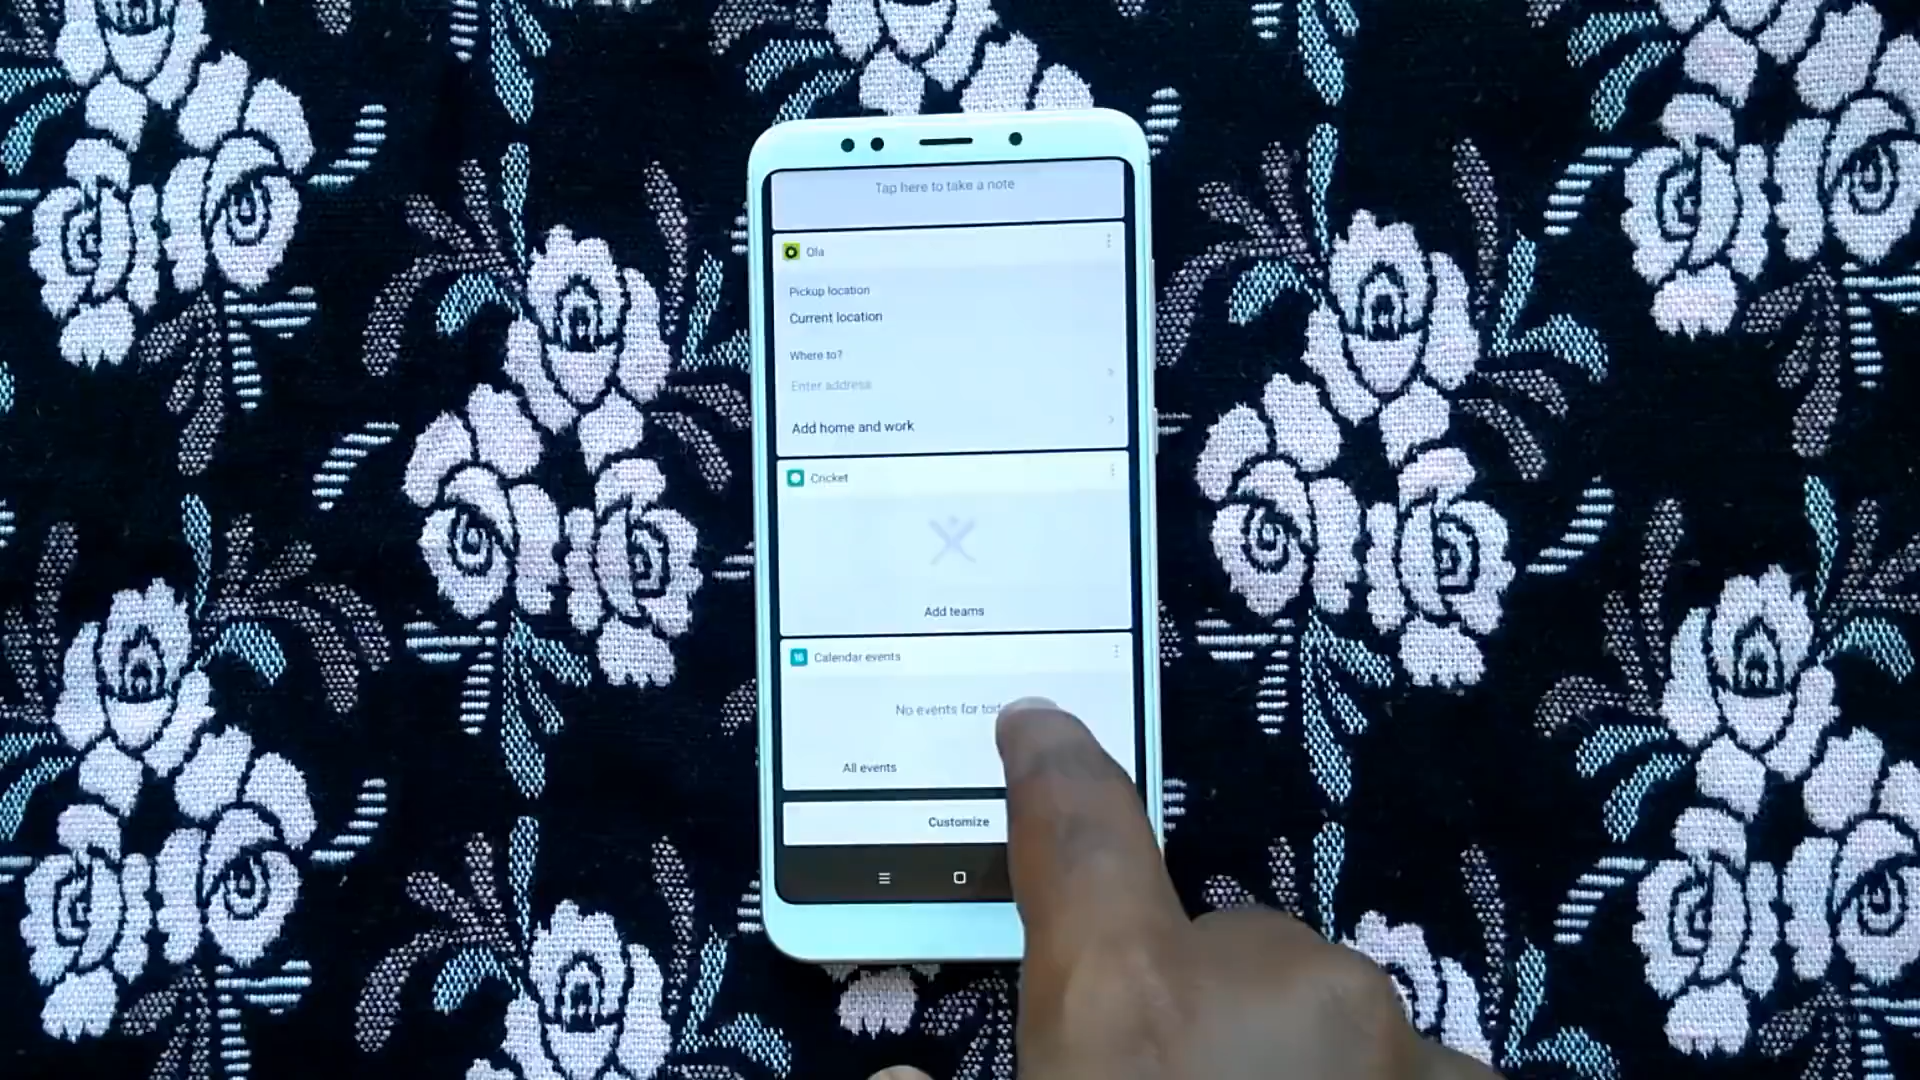 Tap here to take a note
Ola
Pickup location
Current location
Where to?
Enter address
Add home and work
Cricket
Add teams
16 Calendar events
No events for tod
All events
Customize